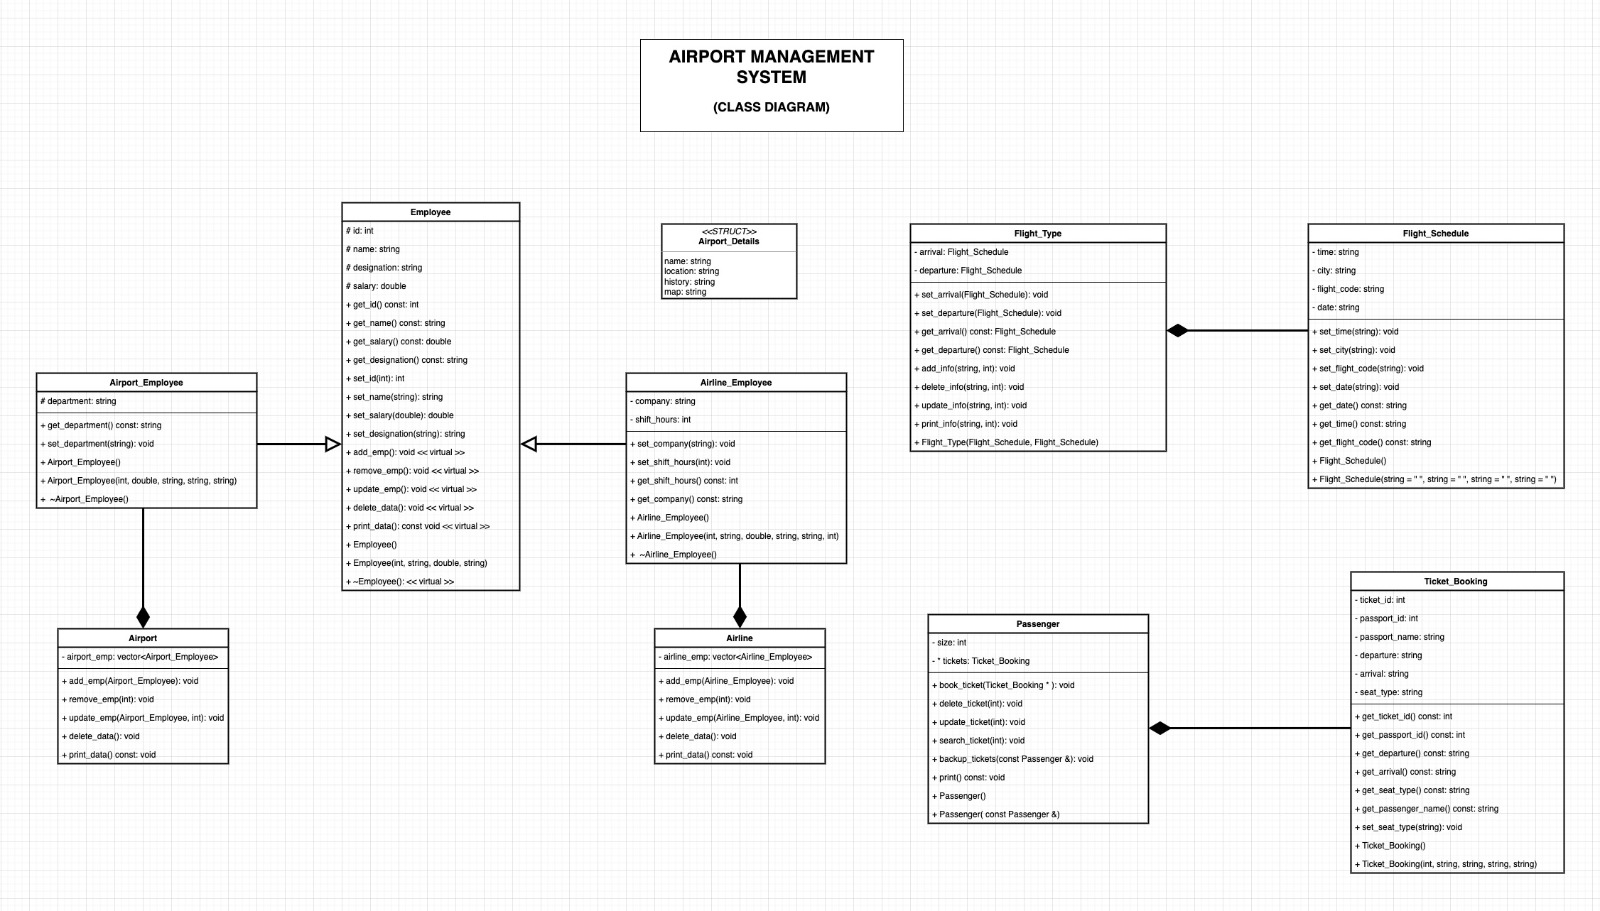 AIRPORT MANAGEMENT
SYSTEM
(CLASS DIAGRAM)
Employee
# id: int
# name: string
# designation: string
# salary: double
+ get_id() const: int
+ get_name() const: string
+ get_salary() const: double
+ get_designation() const: string
+ set_id(int): int
+ set_name(string): string
+ set_salary(double): double
+ set_designation(string): string
+ add_emp(): void << virtual >>
+ remove_emp(): void << virtual >>
+ update_emp(): void << virtual >>
+ delete_data(): void << virtual >>
+ print_data(): const void << virtual >>
+ Employee()
+ Employee(int, string, double, string)
+ ~Employee(): << virtual >>
<<STRUCT>>
Airport_Details
name: string
location: string
history: string
map: string
Flight_Type
- arrival: Flight_Schedule
- departure: Flight_Schedule
+ set_arrival(Flight_Schedule): void
+ set_departure(Flight_Schedule): void
+ get_arrival() const: Flight_Schedule
+ get_departure() const: Flight_Schedule
+ add_info(string, int): void
+ delete_info(string, int): void
+ update_info(string, int): void
+ print_info(string, int): void
+ Flight_Type(Flight_Schedule, Flight_Schedule)
Flight_Schedule
- time: string
- city: string
- flight_code: string
- date: string
+ set_time(string): void
+ set_city(string): void
+ set_flight_code(string): void
+ set_date(string): void
+ get_date() const: string
+ get_time() const: string
+ get_flight_code() const: string
+ Flight_Schedule()
+ Flight_Schedule(string = " ", string = " ", string = " ", string = " ")
Airport_Employee
# department: string
+ get_department() const: string
+ set_department(string): void
+ Airport_Employee()
+ Airport_Employee(int, double, string, string, string)
+ ~Airport_Employee()
Airline_Employee
- company: string
- shift_hours: int
+ set_company(string): void
+ set_shift_hours(int): void
+ get_shift_hours() const: int
+ get_company() const: string
+ Airline_Employee()
+ Airline_Employee(int, string, double, string, string, int)
+ ~Airline_Employee()
Airport
- airport_emp: vector<Airport_Employee>
+ add_emp(Airport_Employee): void
+ remove_emp(int): void
+ update_emp(Airport_Employee, int): void
+ delete_data(): void
+ print_data() const: void
Airline
- airline_emp: vector<Airline_Employee>
+ add_emp(Airline_Employee): void
+ remove_emp(int): void
+ update_emp(Airline_Employee, int): void
+ delete_data(): void
+ print_data() const: void
Passenger
- size: int
- * tickets: Ticket_Booking
+ book_ticket(Ticket_Booking * ): void
+ delete_ticket(int): void
+ update_ticket(int): void
+ search_ticket(int): void
+ backup_tickets(const Passenger &): void
+ print() const: void
+ Passenger()
+ Passenger( const Passenger &)
Ticket_Booking
- ticket_id: int
- passport_id: int
- passport_name: string
- departure: string
- arrival: string
- seat_type: string
+ get_ticket_id() const: int
+ get_passport_id() const: int
+ get_departure() const: string
+ get_arrival() const: string
+ get_seat_type() const: string
+ get_passenger_name() const: string
+ set_seat_type(string): void
+ Ticket_Booking()
+ Ticket_Booking(int, string, string, string, string)